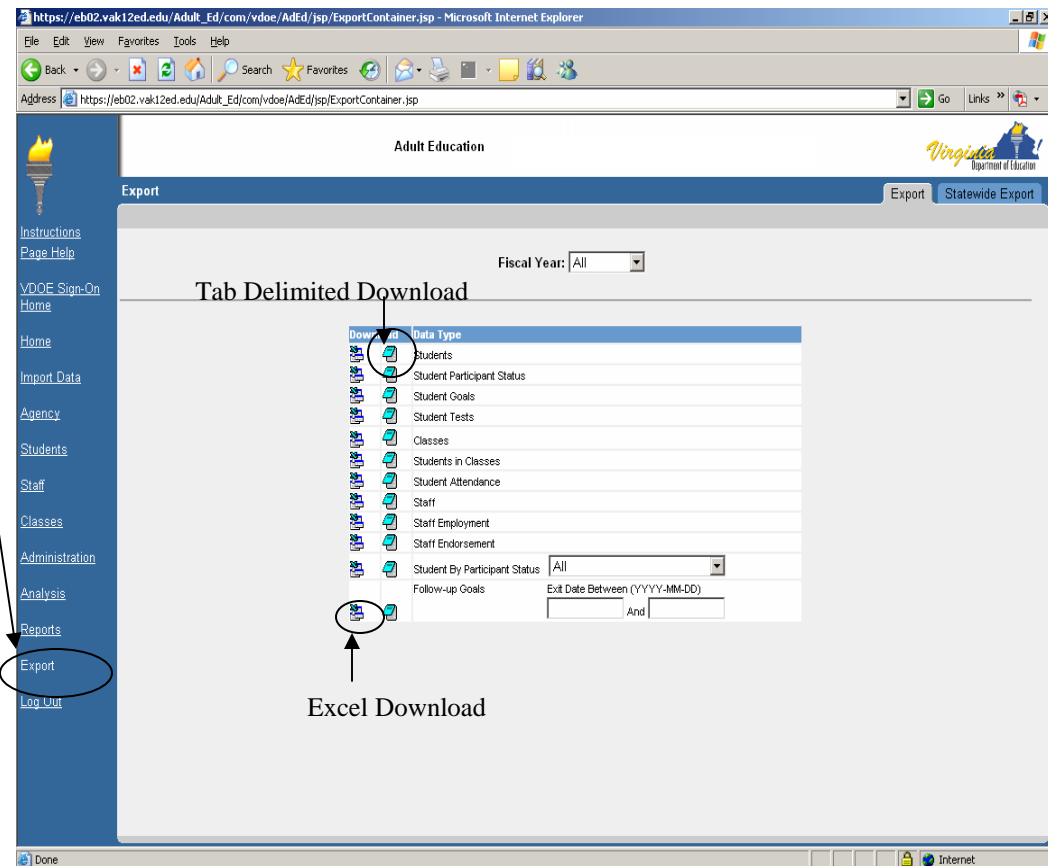 https://eb02.vak12ed.edu/Adult_Ed/com/vdoe/AdEd/jsp/ExportContainer.jsp - Microsoft Internet Explorer
File Edit View Favorites Tools Help
Back Search Favorites
Address https://eb02.vak12ed.edu/Adult_Ed/com/vdoe/AdEd/jsp/ExportContainer.jsp Go Links »
Adult Education
Virginia
Department of Education
Export
Export Statewide Export
Instructions
Page Help
VDOE Sign-On
Home
Home
Import Data
Agency
Students
Staff
Classes
Administration
Analysis
Reports
Export
Log Out
Fiscal Year: All
Tab Delimited Download
Download Data Type
Students
Student Participant Status
Student Goals
Student Tests
Classes
Students in Classes
Student Attendance
Staff
Staff Employment
Staff Endorsement
Student By Participant Status All
Follow-up Goals Exit Date Between (YYYY-MM-DD)
And
Excel Download
Done Internet